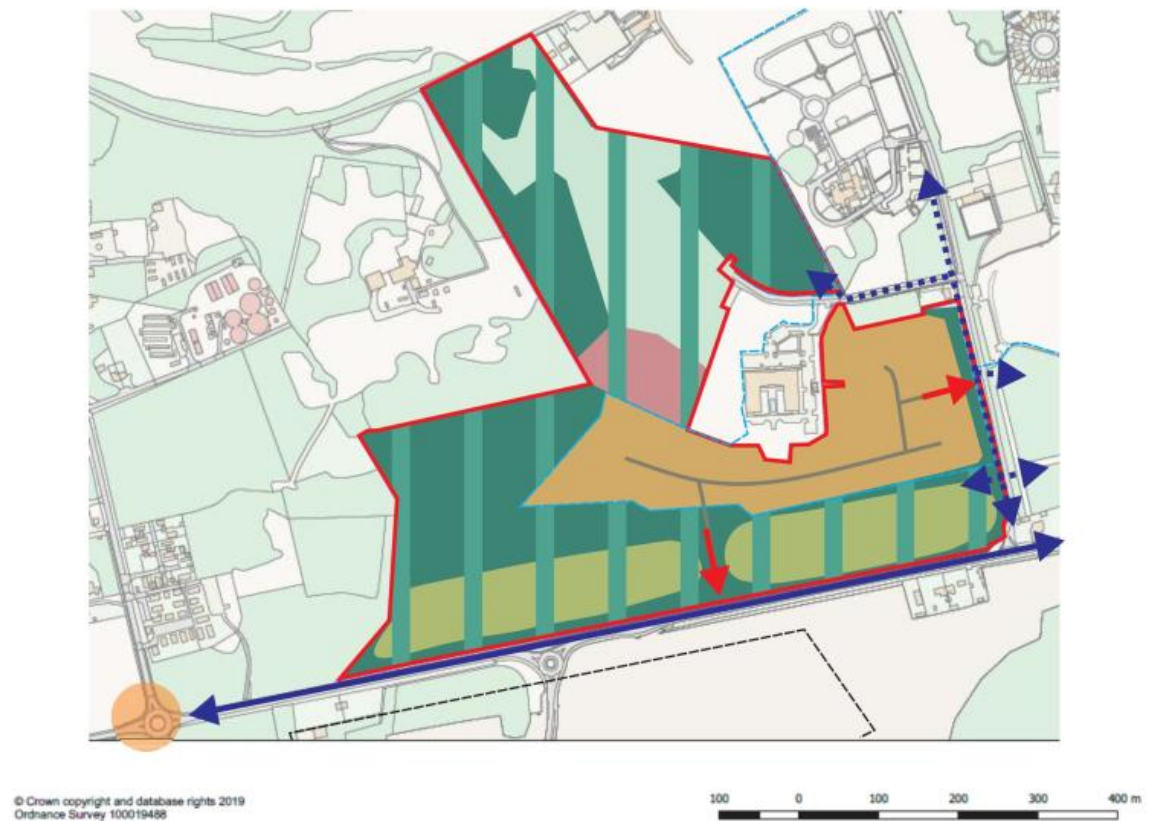 © Crown copyright and database rights 2019
Ordnance Survey 100019488
100 0 100 200 300 400 m